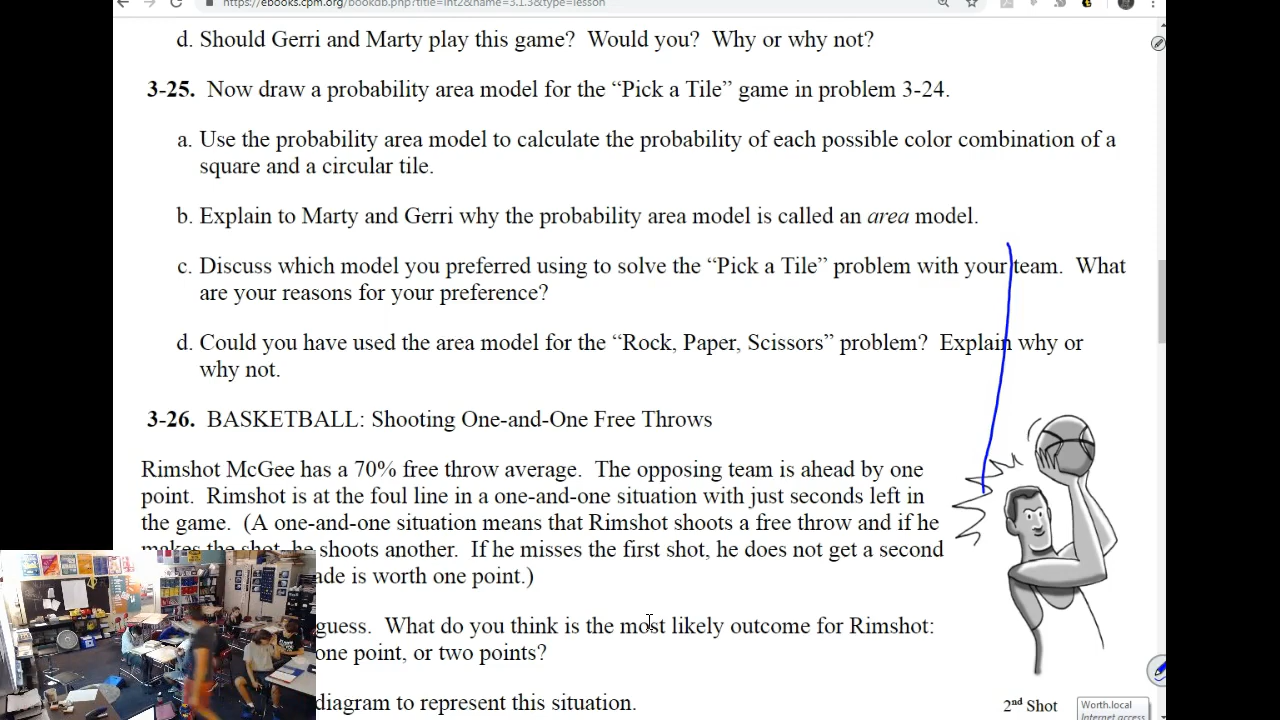 https://ebooks.cpm.org/bookdb.php?title=int2&name=3.1.3&type=lesson
d. Should Gerri and Marty play this game? Would you? Why or why not?
3-25. Now draw a probability area model for the “Pick a Tile” game in problem 3-24.
a. Use the probability area model to calculate the probability of each possible color combination of a
square and a circular tile.
b. Explain to Marty and Gerri why the probability area model is called an area model.
c. Discuss which model you preferred using to solve the “Pick a Tile” problem with your team. What
are your reasons for your preference?
d. Could you have used the area model for the “Rock, Paper, Scissors” problem? Explain why or
why not.
3-26. BASKETBALL: Shooting One-and-One Free Throws
Rimshot McGee has a 70% free throw average. The opposing team is ahead by one
point. Rimshot is at the foul line in a one-and-one situation with just seconds left in
the game. (A one-and-one situation means that Rimshot shoots a free throw and if he
makes the shot, he shoots another. If he misses the first shot, he does not get a second
ade is worth one point.)
guess. What do you think is the most likely outcome for Rimshot:
one point, or two points?
diagram to represent this situation.
2nd Shot
Worth.local
Internet access